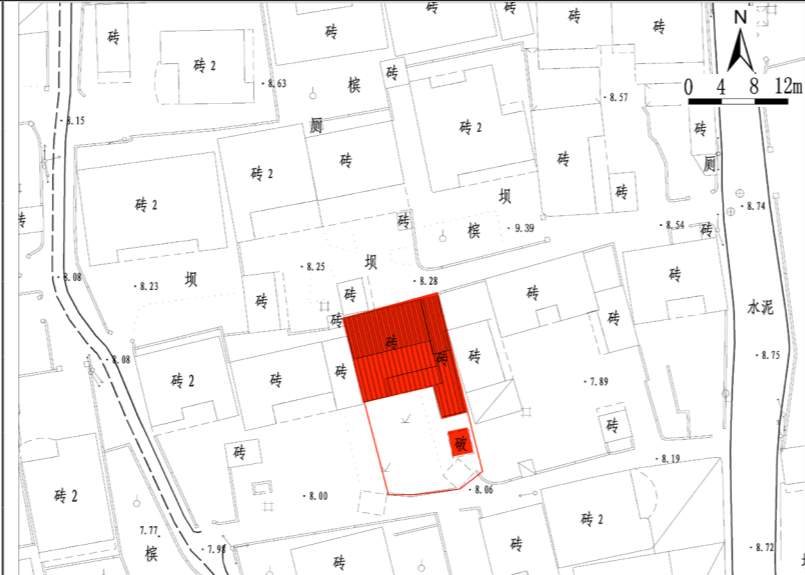 砖
砖
砖
砖
砖
N
砖
砖 2
8.63
槟
砖
8.57
0 4 8 12m
8.15
厕
砖 2
砖
砖 2
砖
砖
砖
厕
砖 2
砖
坝
槟
9.39
8.74
8.54
砖
砖
8.25
坝
8.08
8.23
坝
8.28
砖
砖
砖
砖
水泥
砖
砖
8.08
砖
砖
砖
8.75
砖 2
砖
砖
7.89
砖
破
砖
8.19
8.06
砖 2
8.00
7.77
砖 2
槟
7.98
砖
砖
8.72